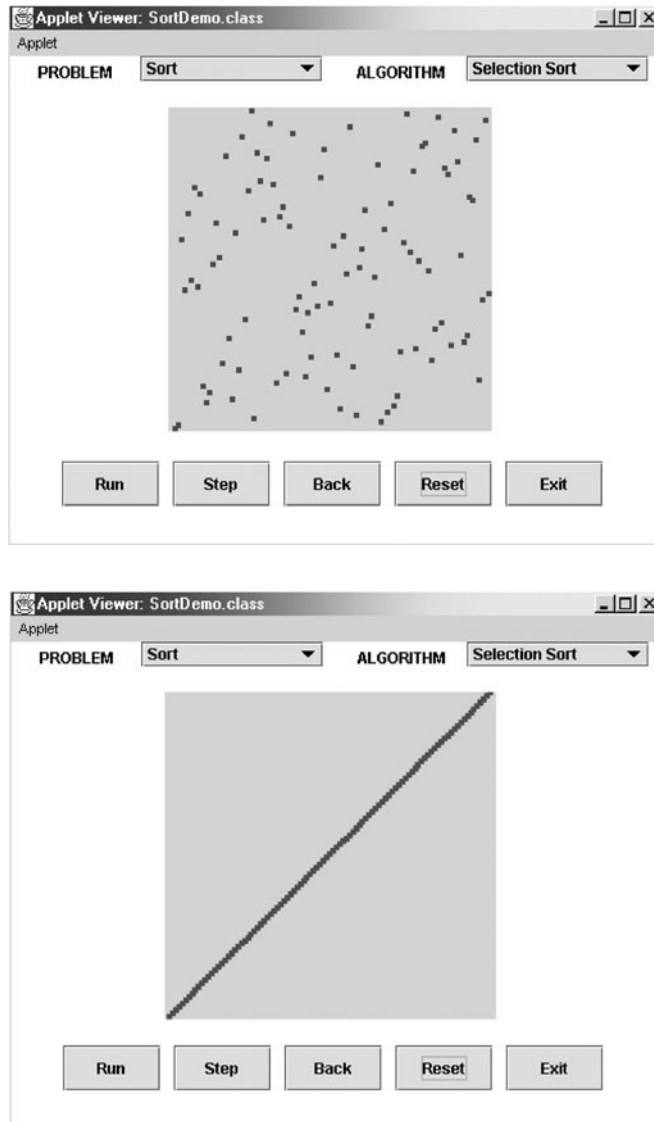 Applet Viewer: SortDemo.class
Applet
PROBLEM Sort ALGORITHM Selection Sort
Run Step Back Reset Exit
Applet Viewer: SortDemo.class
Applet
PROBLEM Sort ALGORITHM Selection Sort
Run Step Back Reset Exit